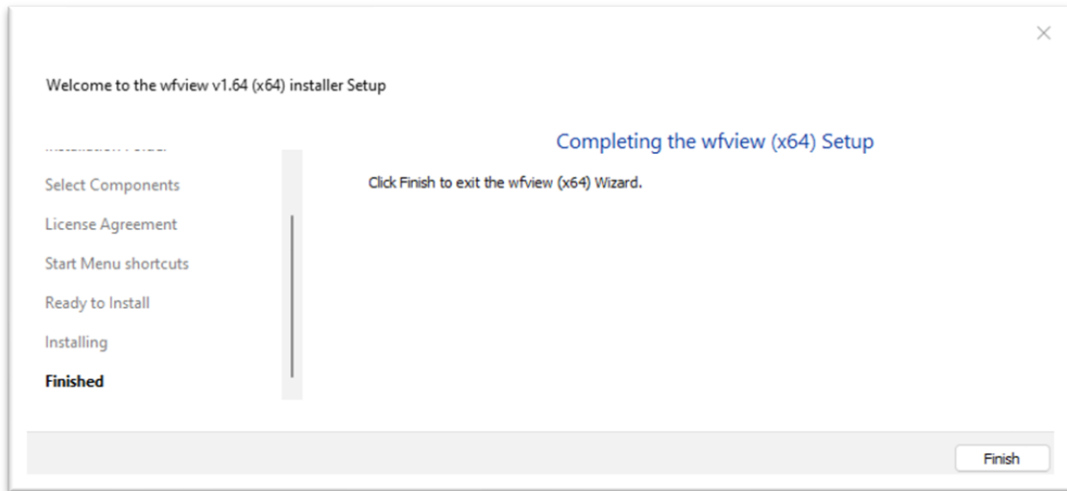 Welcome to the wfview v1.64 (x64) installer Setup
Completing the wfview (x64) Setup
Click Finish to exit the wfview (x64) Wizard.
Select Components
License Agreement
Start Menu shortcuts
Ready to Install
Installing
Finished
Finish